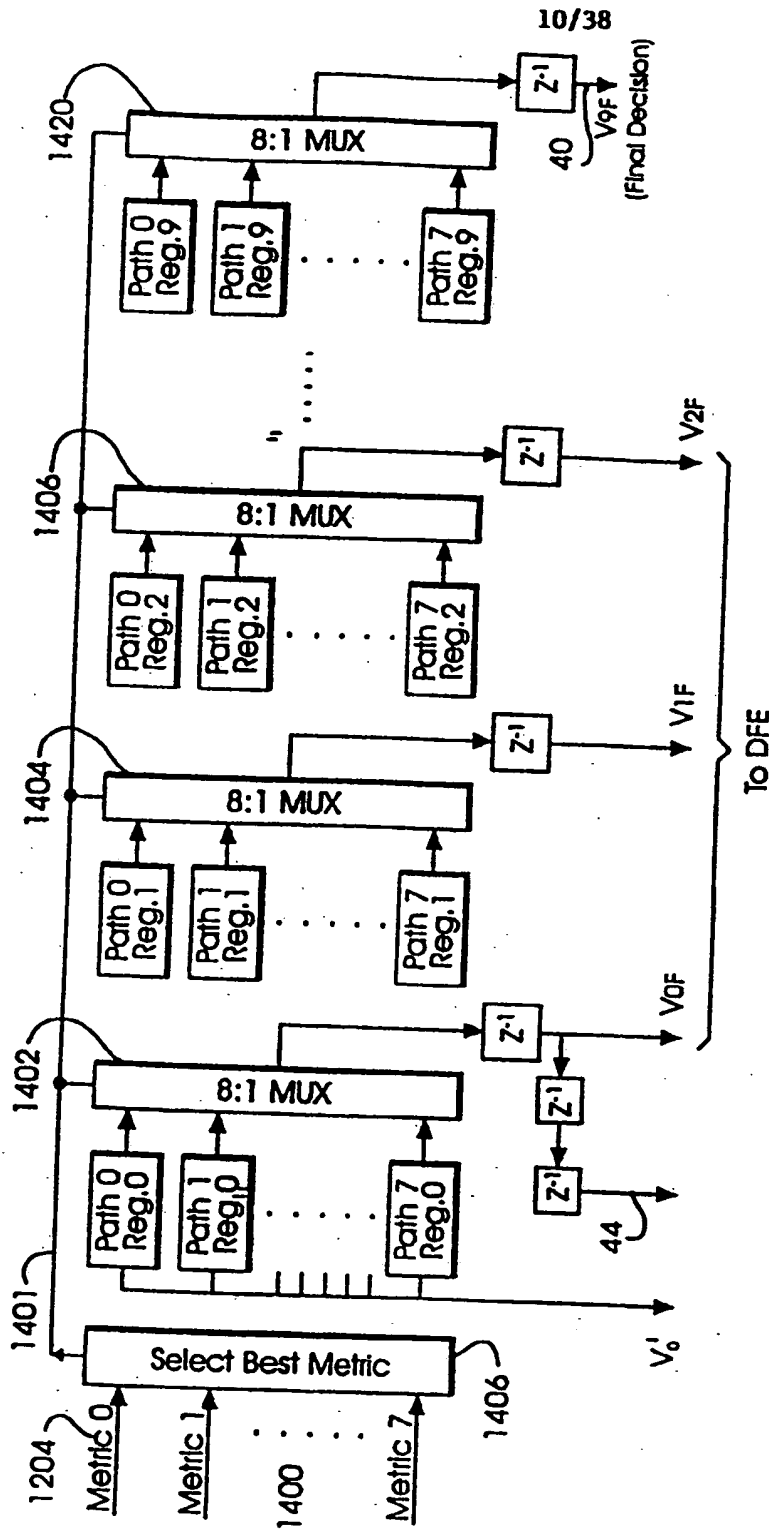 10/38
1204
Metric 0
Metric 1
1400
Metric 7
Select Best Metric
1406
1401
Path 0
Reg.0
Path 1
Reg.0
Path 7
Reg.0
V₀'
1402
8:1 MUX
Z-1
Z-1
Z-1
44
V0F
Path 0
Reg.1
Path 1
Reg.1
Path 7
Reg.1
1404
8:1 MUX
Z-1
V1F
Path 0
Reg.2
Path 1
Reg.2
Path 7
Reg.2
1406
8:1 MUX
Z-1
V2F
To DFE
Path 0
Reg.9
Path 1
Reg.9
Path 7
Reg.9
1420
8:1 MUX
Z-1
40
V9F
(Final Decision)